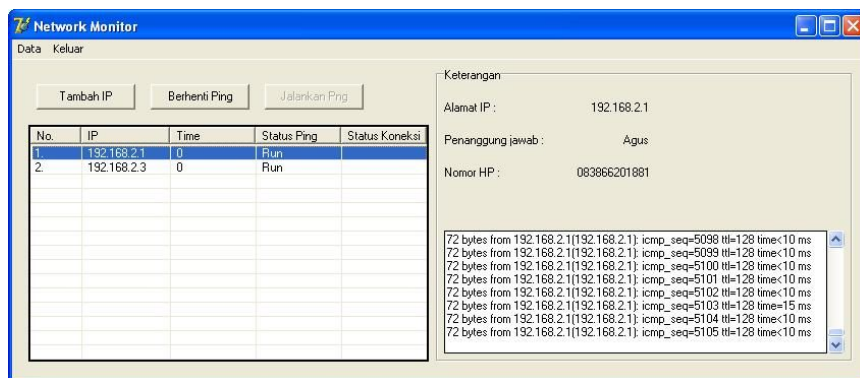 Network Monitor
Data Keluar
Tambah IP Berhenti Ping Jalankan Png
No. IP Time Status Ping Status Koneksi
1. 192.168.2.1 0 Run
2. 192.168.2.3 0 Run
Keterangan
Alamat IP : 192.168.2.1
Penanggung jawab : Agus
Nomor HP : 083866201881
72 bytes from 192.168.2.1(192.168.2.1): icmp_seq=5098 ttl=128 time<10 ms
72 bytes from 192.168.2.1(192.168.2.1): icmp_seq=5099 ttl=128 time<10 ms
72 bytes from 192.168.2.1(192.168.2.1): icmp_seq=5100 ttl=128 time<10 ms
72 bytes from 192.168.2.1(192.168.2.1): icmp_seq=5101 ttl=128 time<10 ms
72 bytes from 192.168.2.1(192.168.2.1): icmp_seq=5102 ttl=128 time<10 ms
72 bytes from 192.168.2.1(192.168.2.1): icmp_seq=5103 ttl=128 time=15 ms
72 bytes from 192.168.2.1(192.168.2.1): icmp_seq=5104 ttl=128 time<10 ms
72 bytes from 192.168.2.1(192.168.2.1): icmp_seq=5105 ttl=128 time<10 ms